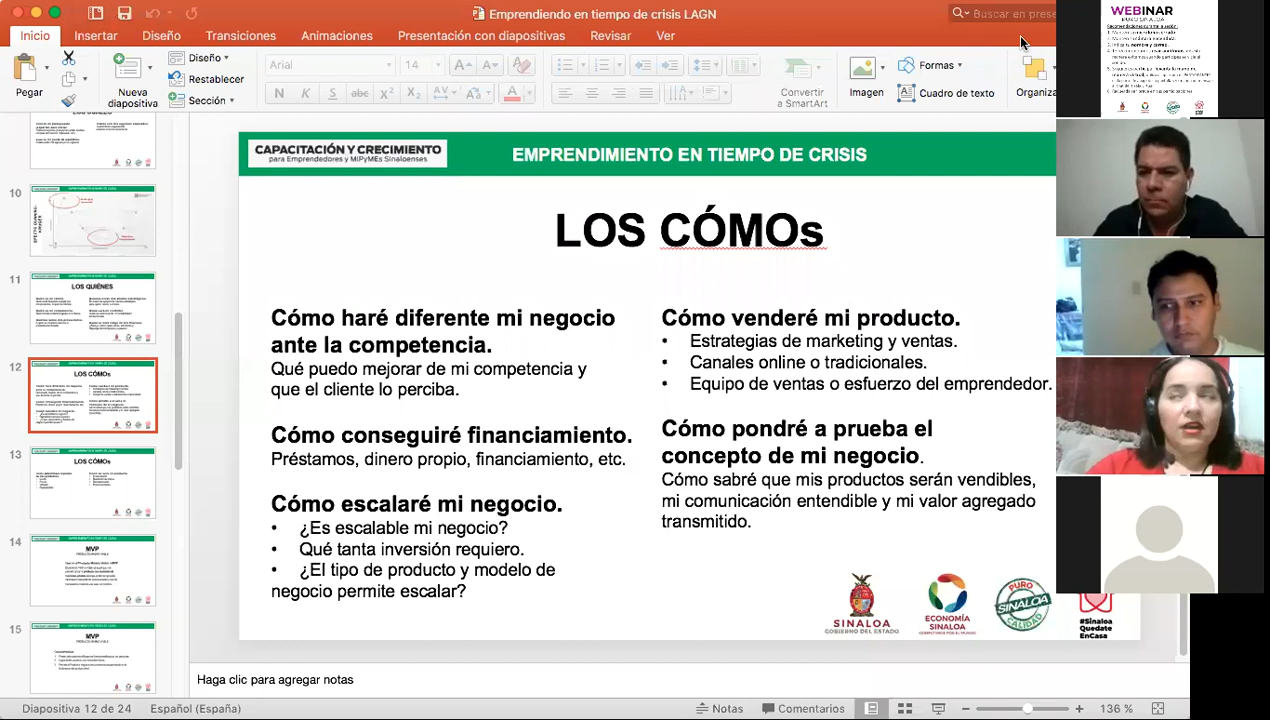 Emprendiendo en tiempo de crisis LAGN
Buscar en prese
Inicio
Insertar
Diseño
Transiciones
Animaciones
Presentación con diapositivas
Revisar
Ver
Pegar
Nueva
diapositiva
Diseño
Restablecer
Sección
Arial
14
N K S abc X² X₂ AV Aa A
Convertir
a SmartArt
Imagen
Formas
Cuadro de texto
Organiza
10
11
LOS QUIÉNES
12
LOS CÓMOs
13
LOS CÓMOs
14
MVP
15
MVP
CAPACITACIÓN Y CRECIMIENTO
para Emprendedores y MiPyMEs Sinaloenses
EMPRENDIMIENTO EN TIEMPO DE CRISIS
LOS CÓMOs
Cómo haré diferente mi negocio
ante la competencia.
Qué puedo mejorar de mi competencia y
que el cliente lo perciba.
Cómo conseguiré financiamiento.
Préstamos, dinero propio, financiamiento, etc.
Cómo escalaré mi negocio.
• ¿Es escalable mi negocio?
• Qué tanta inversión requiero.
• ¿El tipo de producto y modelo de
negocio permite escalar?
Cómo venderé mi producto.
• Estrategias de marketing y ventas.
• Canales online o tradicionales.
• Equipo de ventas o esfuerzo del emprendedor.
Cómo pondré a prueba el
concepto de mi negocio.
Cómo sabré que mis productos serán vendibles,
mi comunicación entendible y mi valor agregado
transmitido.
SINALOA
GOBIERNO DEL ESTADO
ECONOMÍA
SINALOA
PURO
SINALOA
CALIDAD
#Sinaloa
Quedate
EnCasa
WEBINAR
PURO SINALOA
Haga clic para agregar notas
Diapositiva 12 de 24
Español (España)
Notas
Comentarios
136 %